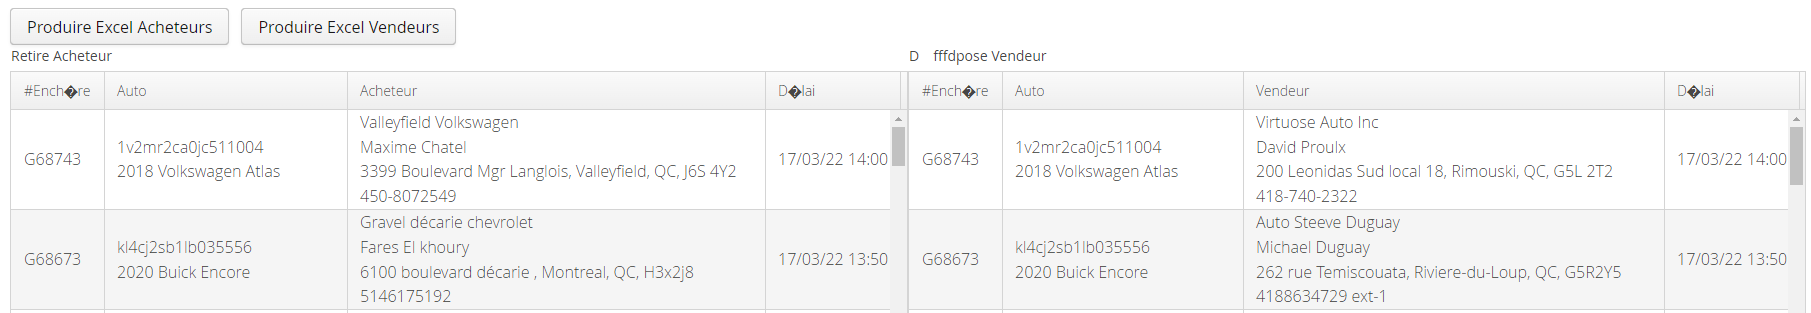 Produire Excel Acheteurs Produire Excel Vendeurs
Retire Acheteur
#Ench�re Auto Acheteur D�lai
G68743
1v2mr2ca0jc511004
2018 Volkswagen Atlas
Valleyfield Volkswagen
Maxime Chatel
3399 Boulevard Mgr Langlois, Valleyfield, QC, J6S 4Y2
450-8072549
17/03/22 14:00
G68673
kl4cj2sb1lb035556
2020 Buick Encore
Gravel décarie chevrolet
Fares El khoury
6100 boulevard décarie , Montreal, QC, H3x2j8
5146175192
17/03/22 13:50
D fffdpose Vendeur
#Ench�re Auto Vendeur D�lai
G68743
1v2mr2ca0jc511004
2018 Volkswagen Atlas
Virtuose Auto Inc
David Proulx
200 Leonidas Sud local 18, Rimouski, QC, G5L 2T2
418-740-2322
17/03/22 14:00
G68673
kl4cj2sb1lb035556
2020 Buick Encore
Auto Steeve Duguay
Michael Duguay
262 rue Temiscouata, Riviere-du-Loup, QC, G5R2Y5
4188634729 ext-1
17/03/22 13:50